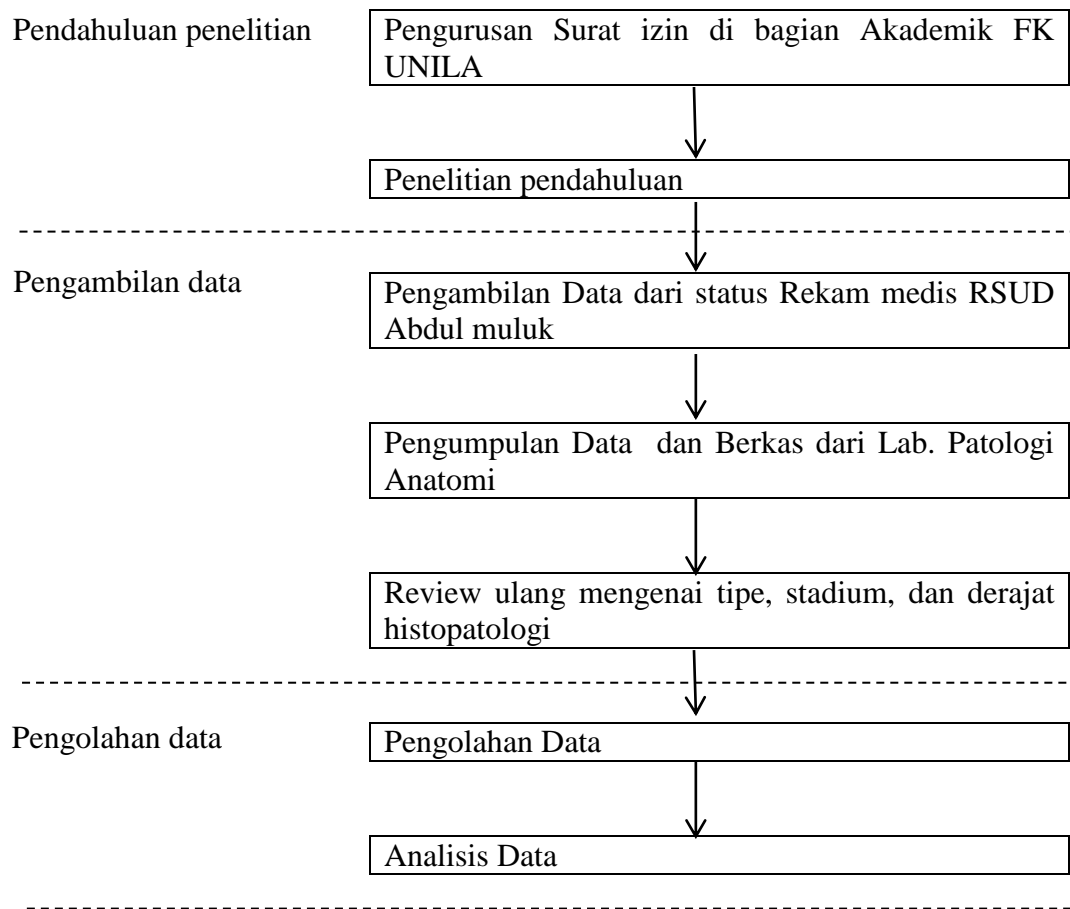 Pendahuluan penelitian
Pengurusan Surat izin di bagian Akademik FK
UNILA
Penelitian pendahuluan
Pengambilan data
Pengambilan Data dari status Rekam medis RSUD
Abdul muluk
Pengumpulan Data dan Berkas dari Lab. Patologi
Anatomi
Review ulang mengenai tipe, stadium, dan derajat
histopatologi
Pengolahan data
Pengolahan Data
Analisis Data